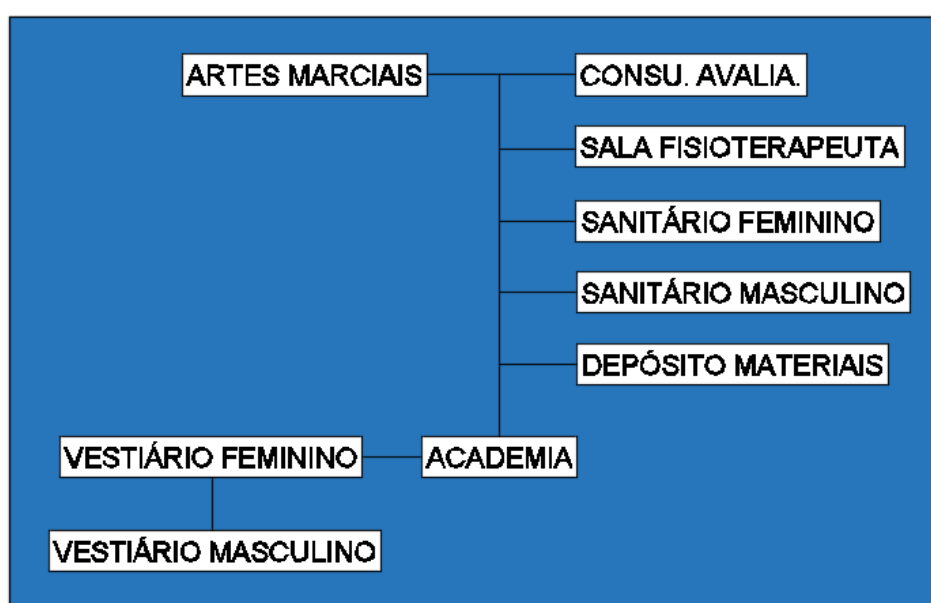 ARTES MARCIAIS
CONSU. AVALIA.
SALA FISIOTERAPEUTA
SANITÁRIO FEMININO
SANITÁRIO MASCULINO
DEPÓSITO MATERIAIS
VESTIÁRIO FEMININO
ACADEMIA
VESTIÁRIO MASCULINO